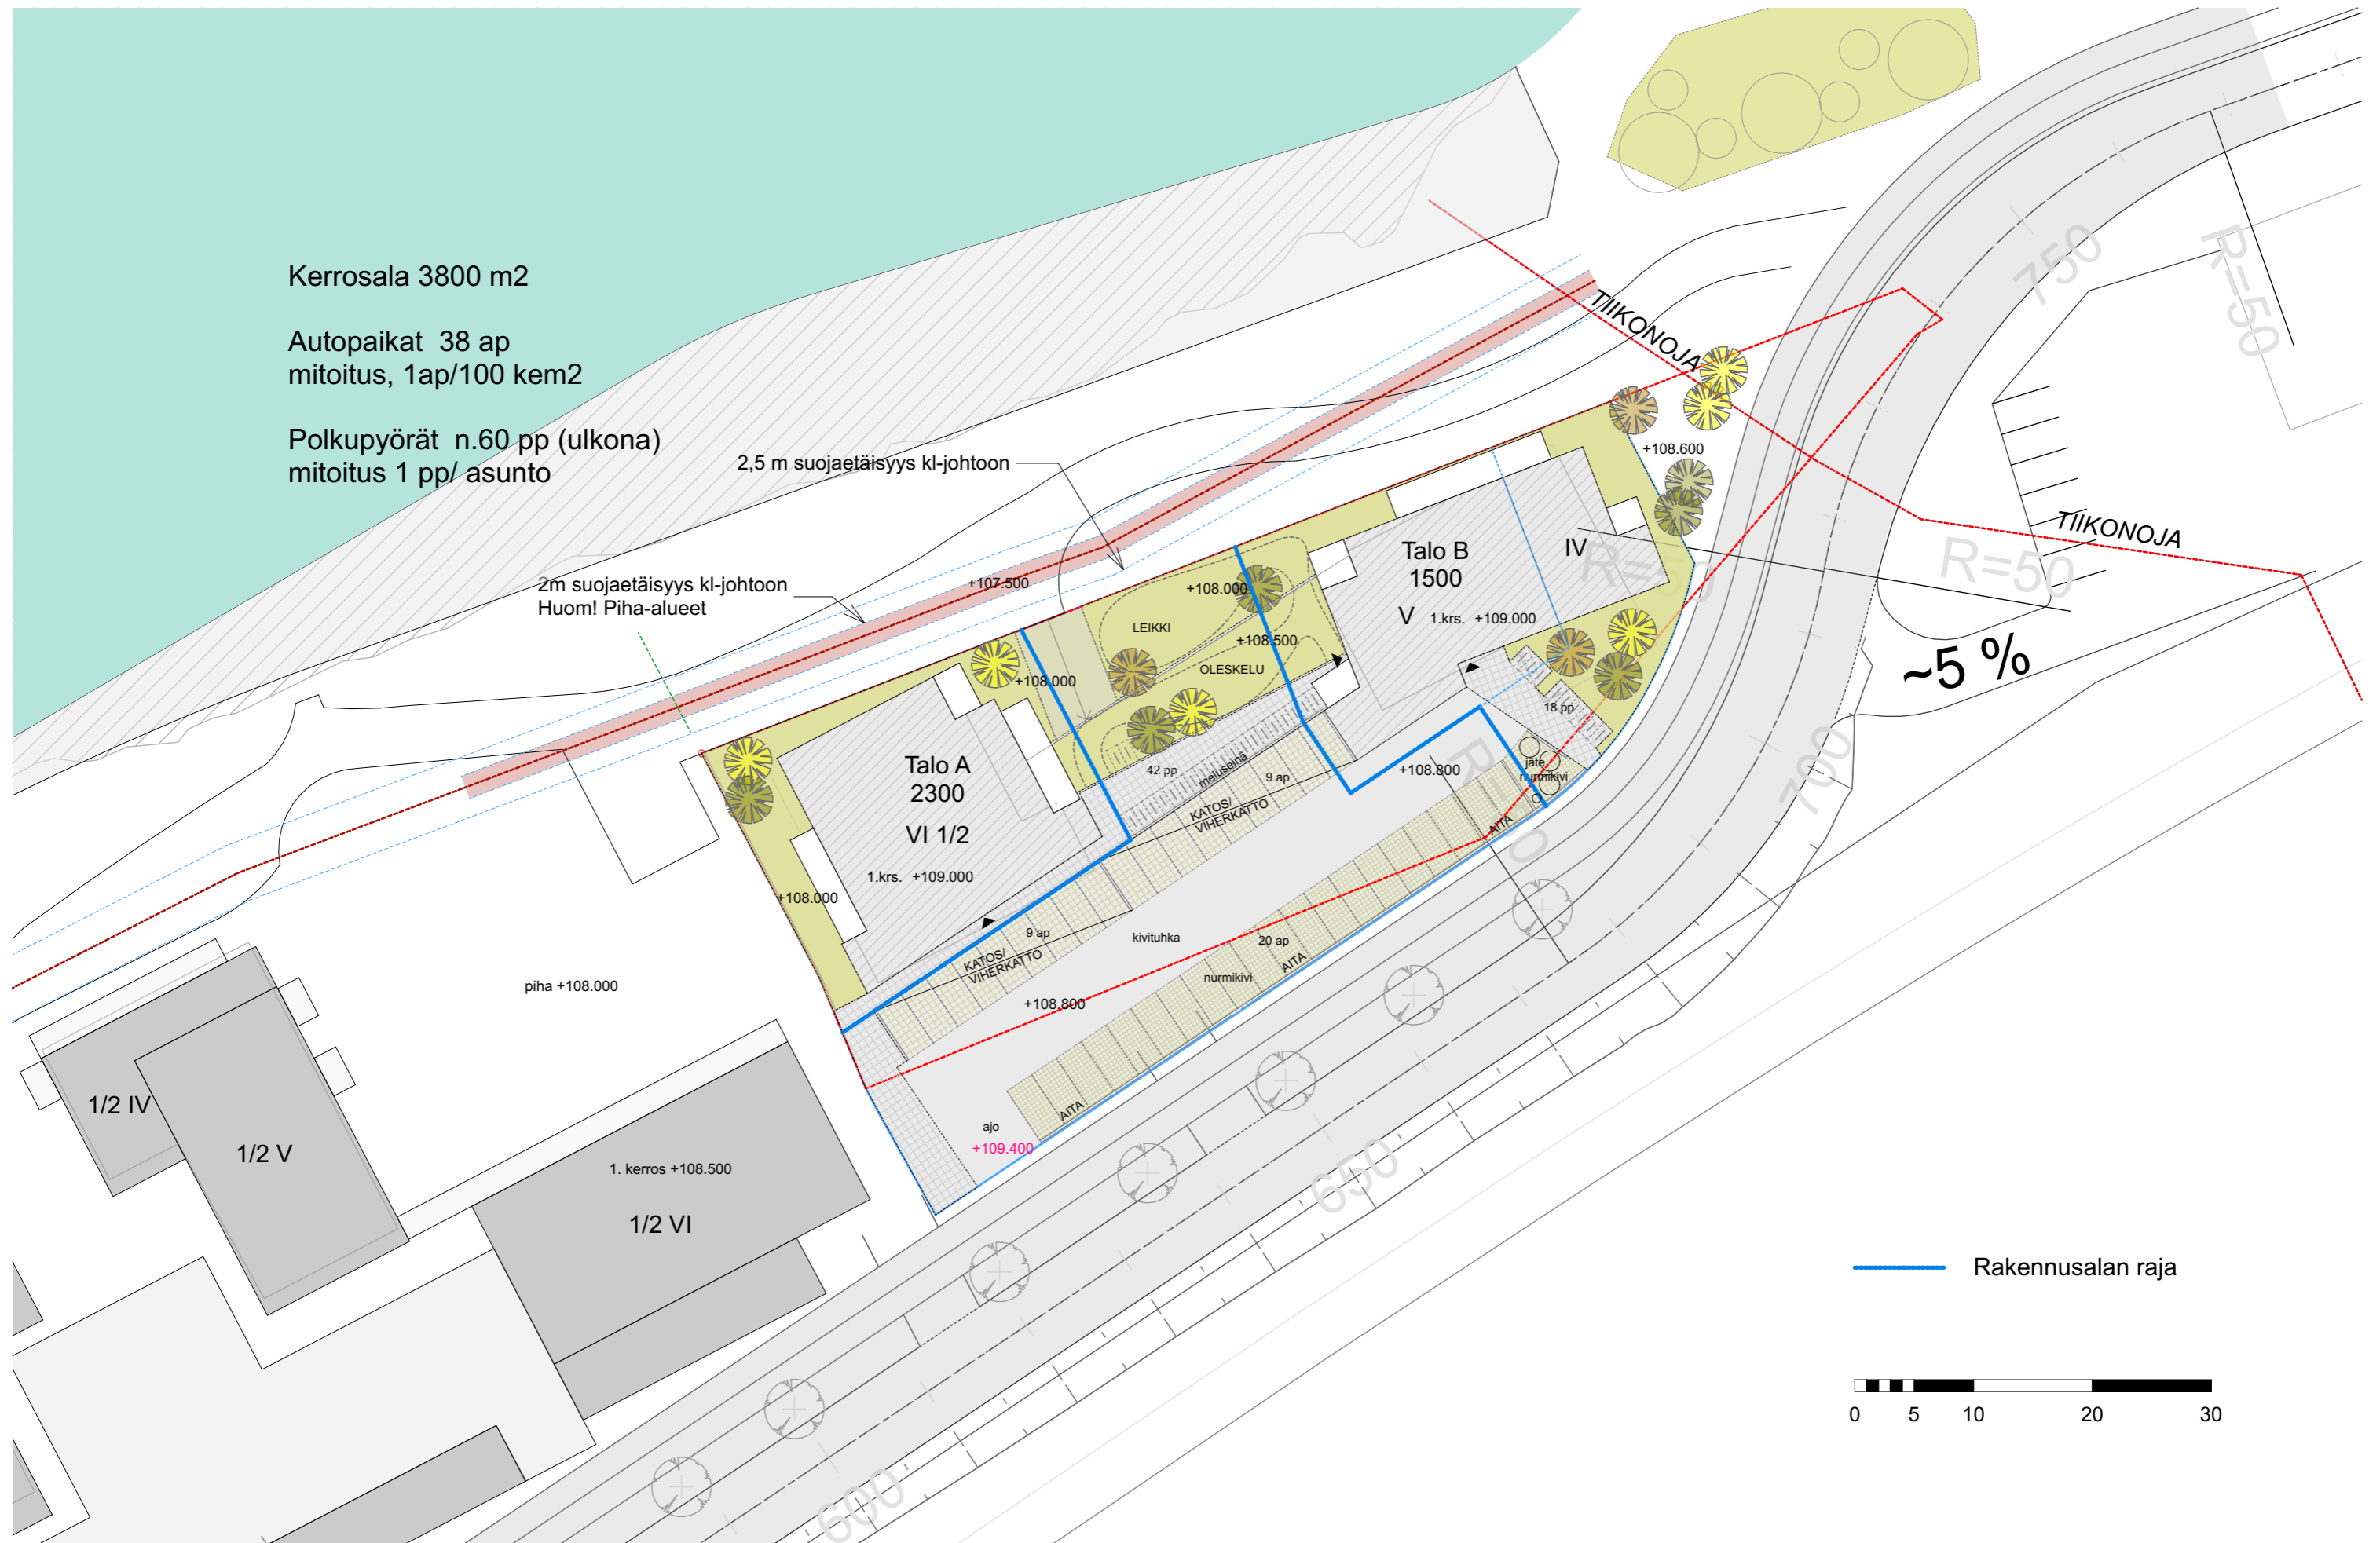 Kerrosala 3800 m2
Autopaikat 38 ap
mitoitus, 1ap/100 kem2
Polkupyörät n.60 pp (ulkona)
mitoitus 1 pp/ asunto
2,5 m suojaetäisyys kl-johtoon
2m suojaetäisyys kl-johtoon
Huom! Piha-alueet
+107.500
TIIKONOJA
TIIKONOJA
750
R=50
R=50
R=50
+108.600
~5 %
700
Talo B
1500
V
IV
1.krs. +109.000
+108.000
LEIKKI
+108.500
OLESKELU
+108.000
18 pp
jäte
nurmikivi
+108.800
AITA
42 pp
meluseinä
9 ap
KATOS/
VIHERKATTO
Talo A
2300
VI 1/2
1.krs. +109.000
+108.000
9 ap
KATOS/
VIHERKATTO
kivituhka
20 ap
nurmikivi
AITA
+108.800
AITA
ajo
+109.400
piha +108.000
1/2 IV
1/2 V
1. kerros +108.500
1/2 VI
650
600
Rakennusalan raja
0 5 10 20 30